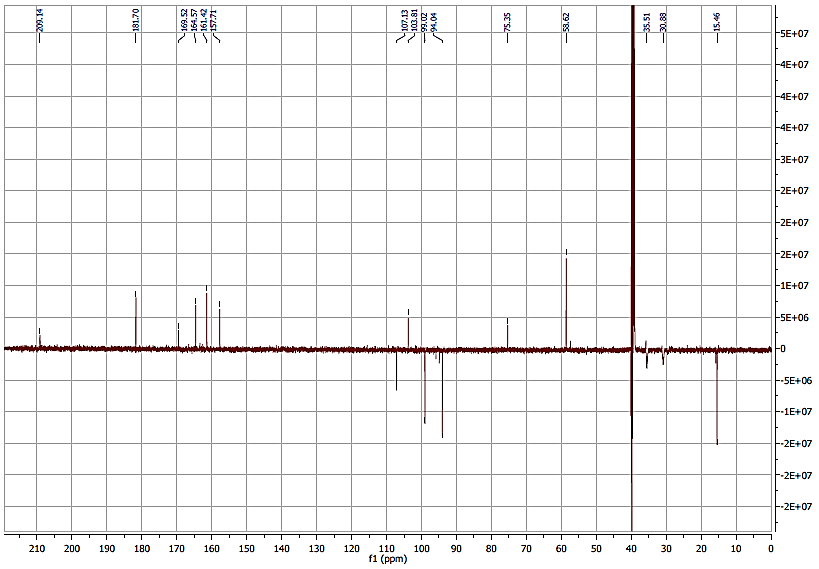 209.14
181.70
169.52
164.57
161.42
157.71
107.13
103.81
99.02
94.04
75.35
58.62
35.51
30.88
15.46
5E+07
4E+07
4E+07
4E+07
3E+07
2E+07
2E+07
2E+07
1E+07
5E+06
0
-5E+06
-1E+07
-2E+07
-2E+07
-2E+07
210 200 190 180 170 160 150 140 130 120 110 100 90 80 70 60 50 40 30 20 10 0
f1 (ppm)